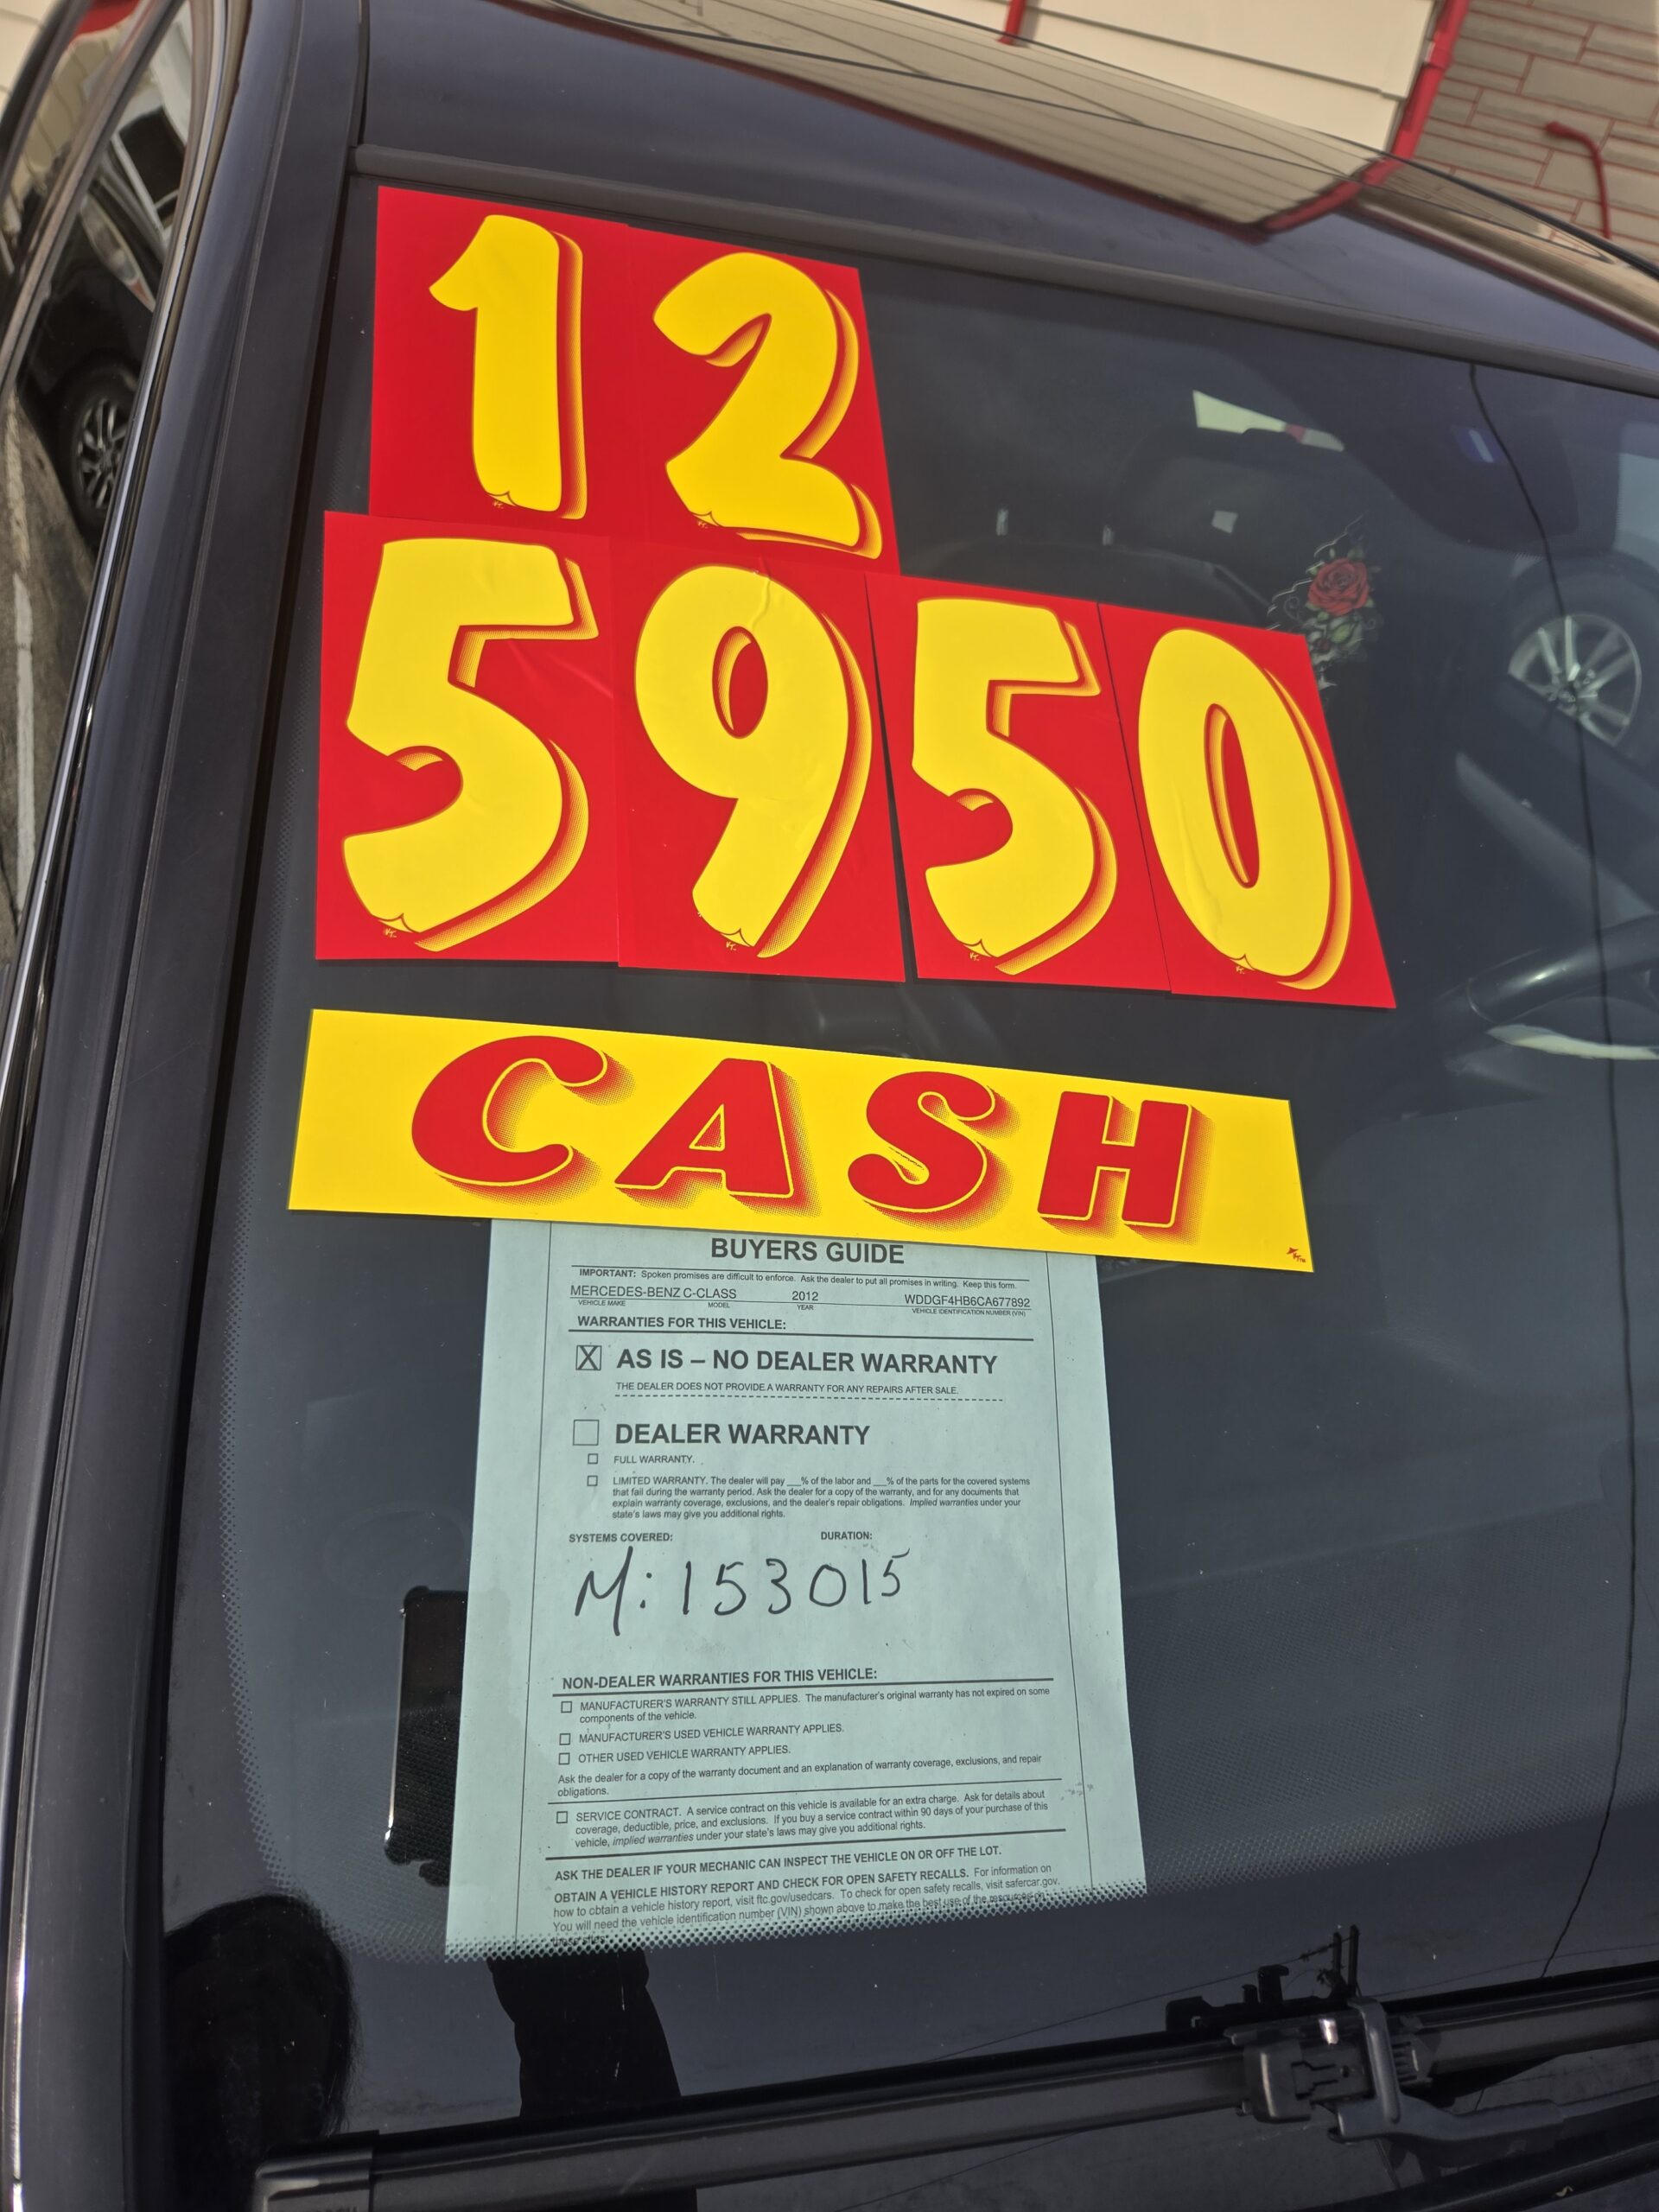 12
5950
CASH
BUYERS GUIDE
IMPORTANT: Spoken promises are difficult to enforce. Ask the dealer to put all promises in writing. Keep this form.
MERCEDES-BENZ C-CLASS 2012 WDDGF4HB6CA677892
VEHICLE MAKE MODEL YEAR VEHICLE IDENTIFICATION NUMBER (VIN)
WARRANTIES FOR THIS VEHICLE:
X AS IS – NO DEALER WARRANTY
THE DEALER DOES NOT PROVIDE A WARRANTY FOR ANY REPAIRS AFTER SALE.
DEALER WARRANTY
FULL WARRANTY.
LIMITED WARRANTY. The dealer will pay ___% of the labor and ___% of the parts for the covered systems
that fail during the warranty period. Ask the dealer for a copy of the warranty, and for any documents that
explain warranty coverage, exclusions, and the dealer's repair obligations. Implied warranties under your
state's laws may give you additional rights.
SYSTEMS COVERED: DURATION:
M: 153015
NON-DEALER WARRANTIES FOR THIS VEHICLE:
MANUFACTURER'S WARRANTY STILL APPLIES. The manufacturer's original warranty has not expired on some
components of the vehicle.
MANUFACTURER'S USED VEHICLE WARRANTY APPLIES.
OTHER USED VEHICLE WARRANTY APPLIES.
Ask the dealer for a copy of the warranty document and an explanation of warranty coverage, exclusions, and repair
obligations.
SERVICE CONTRACT. A service contract on this vehicle is available for an extra charge. Ask for details about
coverage, deductible, price, and exclusions. If you buy a service contract within 90 days of your purchase of this
vehicle, implied warranties under your state's laws may give you additional rights.
ASK THE DEALER IF YOUR MECHANIC CAN INSPECT THE VEHICLE ON OR OFF THE LOT.
OBTAIN A VEHICLE HISTORY REPORT AND CHECK FOR OPEN SAFETY RECALLS. For information on
how to obtain a vehicle history report, visit ftc.gov/usedcars. To check for open safety recalls, visit safercar.gov.
You will need the vehicle identification number (VIN) shown above to make the best use of the resources on